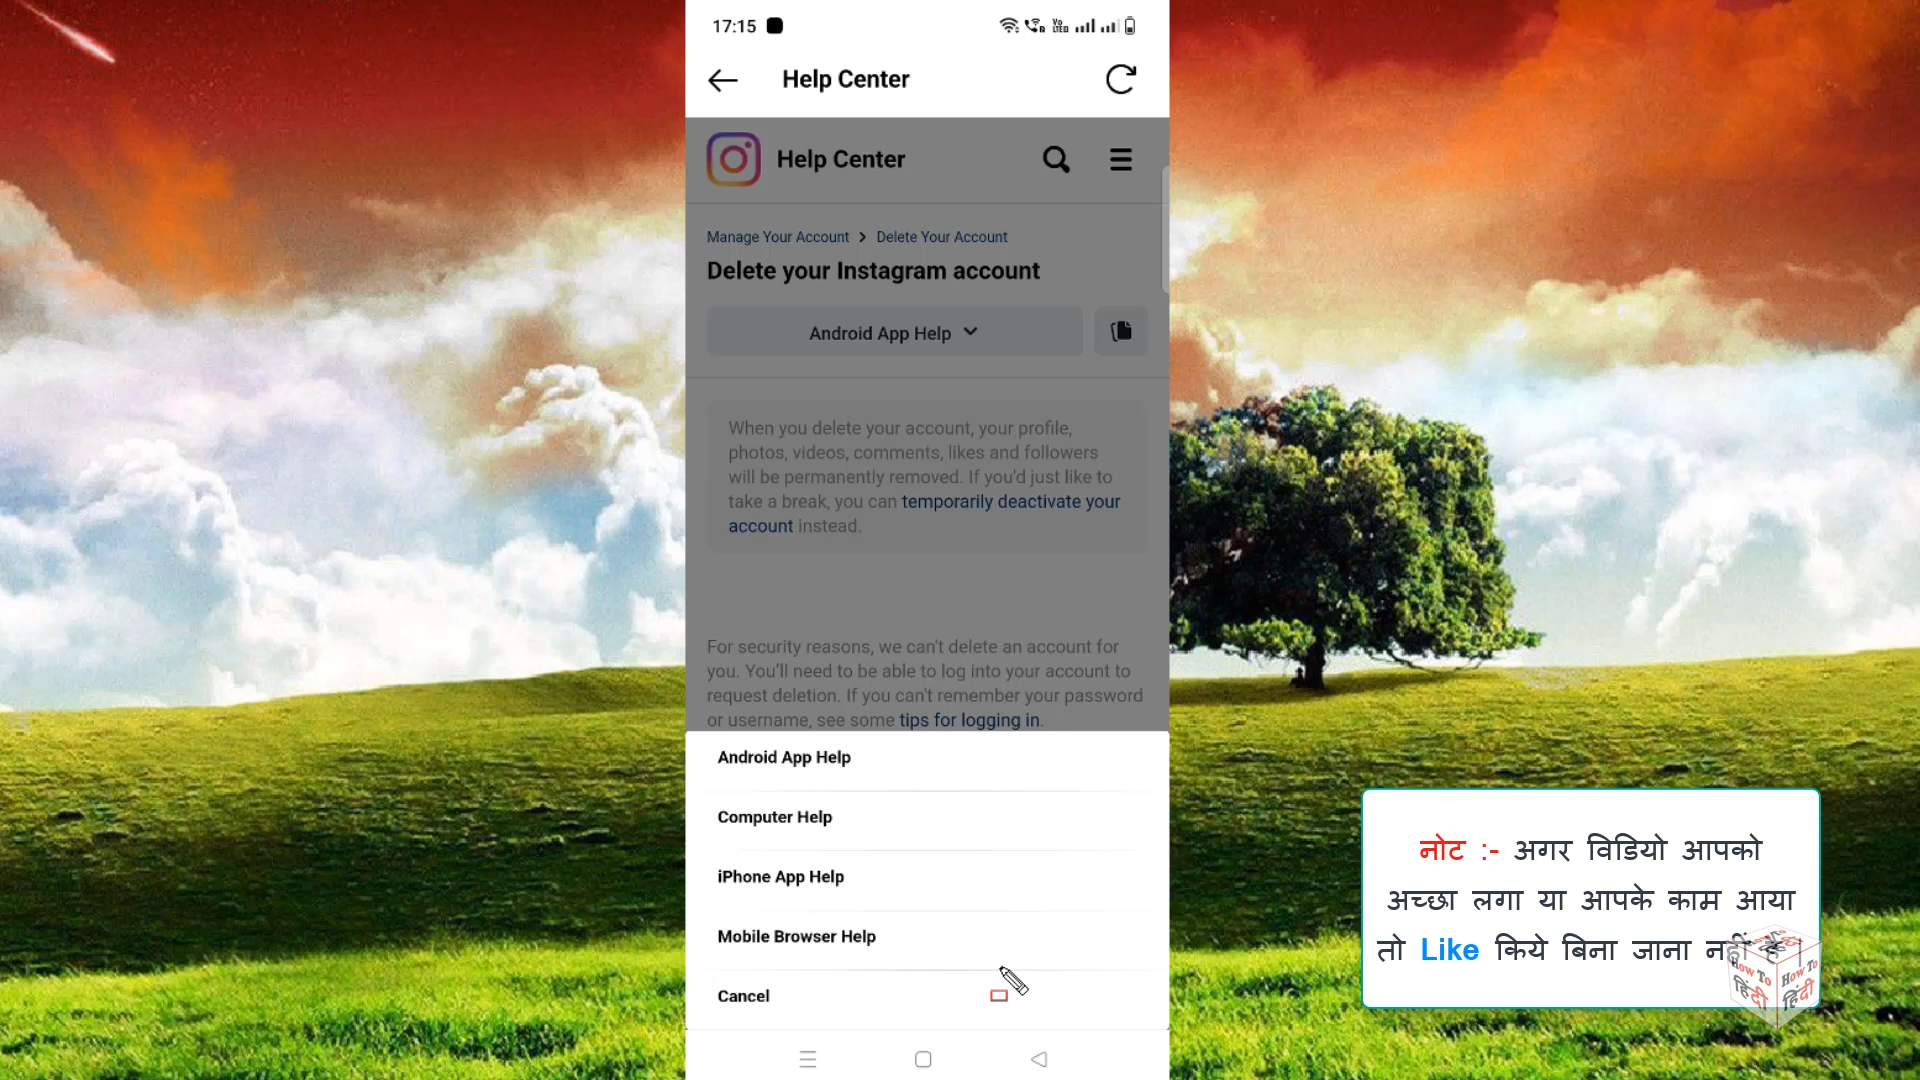 17:15
Help Center
Help Center
Manage Your Account > Delete Your Account
Delete your Instagram account
Android App Help
When you delete your account, your profile,
photos, videos, comments, likes and followers
will be permanently removed. If you'd just like to
take a break, you can temporarily deactivate your
account instead.
For security reasons, we can't delete an account for
you. You'll need to be able to log into your account to
request deletion. If you can't remember your password
or username, see some tips for logging in.
Android App Help
Computer Help
iPhone App Help
Mobile Browser Help
Cancel
नोट :- अगर विडियो आपको
अच्छा लगा या आपके काम आया
तो Like किये बिना जाना नहीं है |
How To
हिंदी
How To
हिंदी